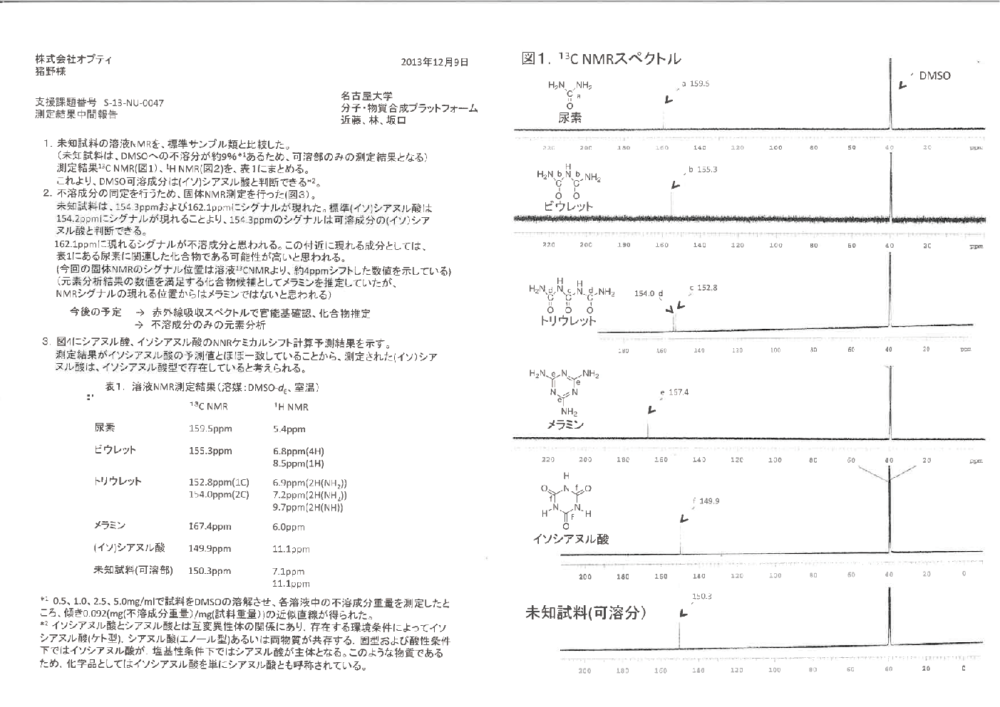 株式会社オプティ
猪野様
2013年12月9日
支援課題番号 S-13-NU-0047
測定結果中間報告
名古屋大学
分子・物質合成プラットフォーム
近藤、林、坂口
1. 未知試料の溶液NMRを、標準サンプル類と比較した。
(未知試料は、DMSOへの不溶分が約9%*1あるため、可溶部のみの測定結果となる)
測定結果13C NMR(図1)、1H NMR(図2)を、表1にまとめる。
これより、DMSO可溶成分は(イソ)シアヌル酸と判断できる*2。
2. 不溶成分の同定を行うため、固体NMR測定を行った(図3)。
未知試料は、154.3ppmおよび162.1ppmにシグナルが現れた。標準(イソ)シアヌル酸は
154.2ppmにシグナルが現れることより、154.3ppmのシグナルは可溶成分の(イソ)シア
ヌル酸と判断できる。
162.1ppmに現れるシグナルが不溶成分と思われる。この付近に現れる成分としては、
表1にある尿素に関連した化合物である可能性が高いと思われる。
(今回の固体NMRのシグナル位置は溶液13CNMRより、約4ppmシフトした数値を示している)
(元素分析結果の数値を満足する化合物候補としてメラミンを推定していたが、
NMRシグナルの現れる位置からはメラミンではないと思われる)
今後の予定 → 赤外線吸収スペクトルで官能基確認、化合物推定
→ 不溶成分のみの元素分析
3. 図4にシアヌル酸、イソシアヌル酸のNNRケミカルシフト計算予測結果を示す。
測定結果がイソシアヌル酸の予測値とほぼ一致していることから、測定された(イソ)シア
ヌル酸は、イソシアヌル酸型で存在していると考えられる。
表1. 溶液NMR測定結果(溶媒:DMSO-d6、室温)
13C NMR 1H NMR
尿素 159.5ppm 5.4ppm
ビウレット 155.3ppm 6.8ppm(4H)
8.5ppm(1H)
トリウレット 152.8ppm(1C) 6.9ppm(2H(NH2))
154.0ppm(2C) 7.2ppm(2H(NH2))
9.7ppm(2H(NH))
メラミン 167.4ppm 6.0ppm
(イソ)シアヌル酸 149.9ppm 11.1ppm
未知試料(可溶部) 150.3ppm 7.1ppm
11.1ppm
*1 0.5、1.0、2.5、5.0mg/mlで試料をDMSOの溶解させ、各溶液中の不溶成分重量を測定したと
ころ、傾き0.092(mg(不溶成分重量)/mg(試料重量))の近似直線が得られた。
*2 イソシアヌル酸とシアヌル酸とは互変異性体の関係にあり、存在する環境条件によってイソ
シアヌル酸(ケト型)、シアヌル酸(エノール型)あるいは両物質が共存する。固型および酸性条件
下ではイソシアヌル酸が、塩基性条件下ではシアヌル酸が主体となる。このような物質である
ため、化学品としてはイソシアヌル酸を単にシアヌル酸とも呼称されている。
図1. 13C NMRスペクトル
H2N NH2
C a
O
尿素
a 159.5
DMSO
220 200 180 160 140 120 100 80 60 40 20 ppm
H
H2N b N b NH2
C C
O O
ビウレット
b 155.3
220 200 180 160 140 120 100 80 60 40 20 ppm
H H
H2N d N c N d NH2
C C C
O O O
トリウレット
154.0 d
c 152.8
180 160 140 120 100 80 60 40 20 ppm
H2N e N NH2
e
N N
e
NH2
メラミン
e 167.4
220 200 180 160 140 120 100 80 60 40 20 ppm
H
O N f O
f
H N N H
f
O
イソシアヌル酸
f 149.9
200 180 160 140 120 100 80 60 40 20 0
未知試料(可溶分)
150.3
200 180 160 140 120 100 80 60 40 20 0